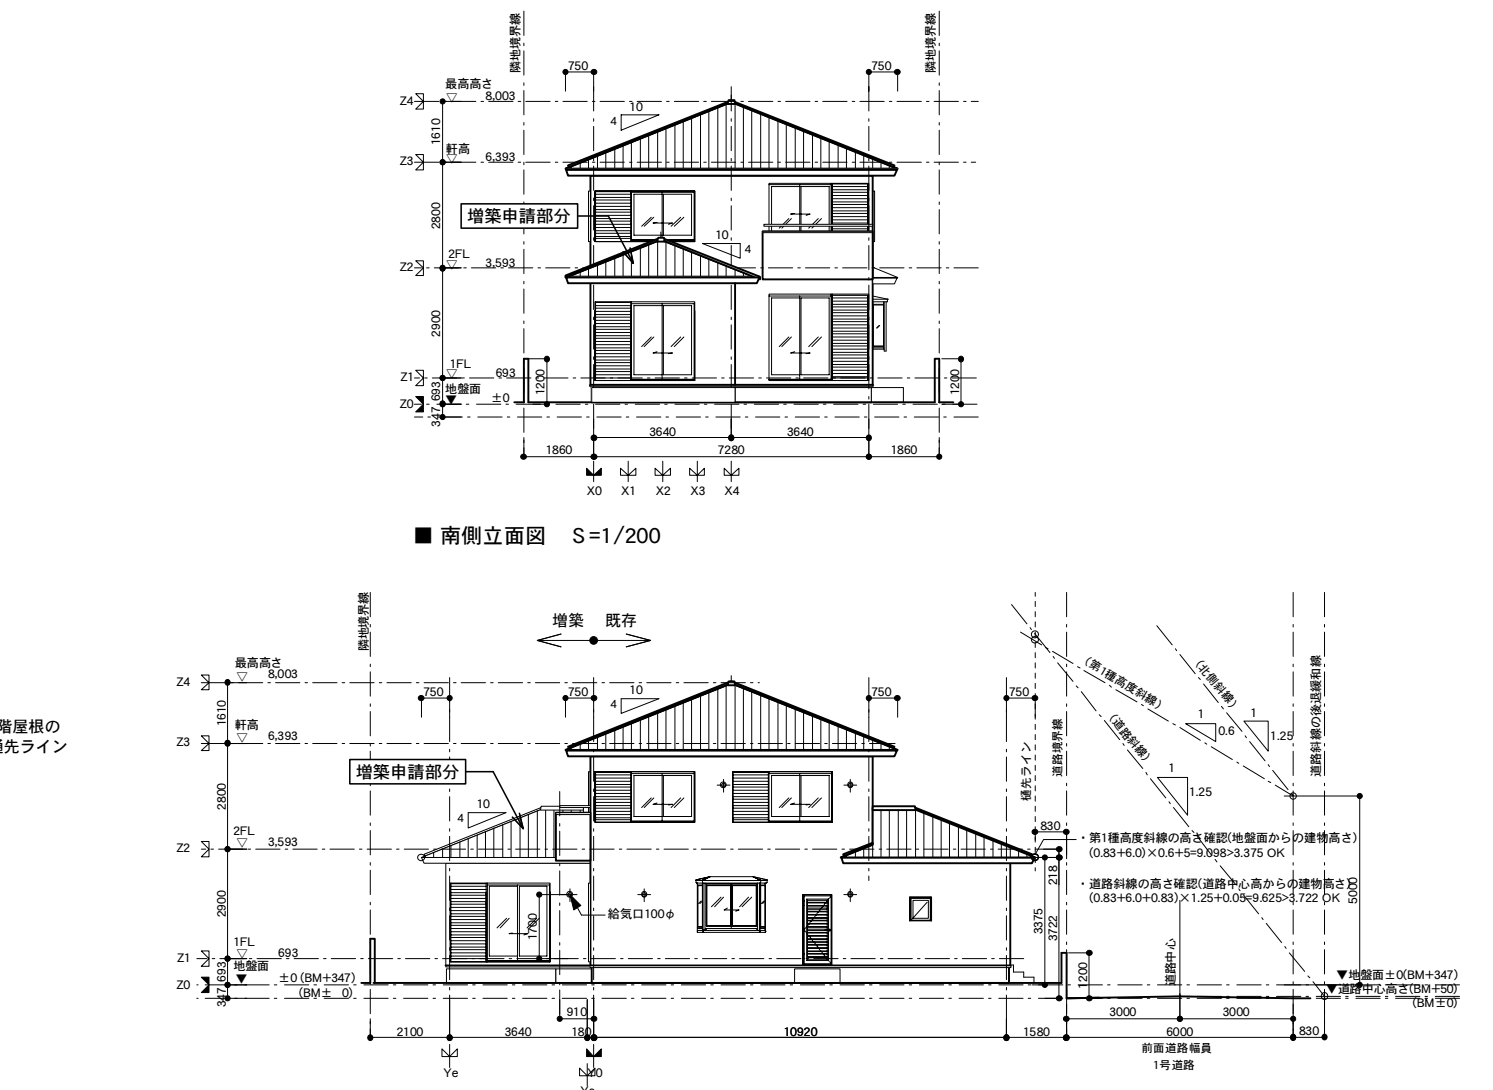 隣地境界線
隣地境界線
750
750
最高高さ
Z4
8,003
10
4
1610
軒高
Z3
6,393
増築申請部分
2800
10
4
2FL
Z2
3,593
2900
1FL
Z1
693
1200
1200
693
地盤面
Z0
±0
347
3640
3640
1860
7280
1860
X0
X1
X2
X3
X4
■ 南側立面図 S=1/200
隣地境界線
増築
既存
最高高さ
Z4
8,003
750
750
10
4
750
750
1610
軒高
Z3
6,393
階屋根の
樋先ライン
増築申請部分
2800
10
4
2FL
Z2
3,593
2900
1700
給気口100φ
1FL
Z1
693
693
地盤面
Z0
±0(BM+347)
(BM± 0)
347
樋先ライン
道路境界線
(第1種高度斜線)
(北側斜線)
(道路斜線)
道路斜線の後退緩和線
1
0.6
1
1.25
1
1.25
830
・第1種高度斜線の高さ確認(地盤面からの建物高さ)
(0.83+6.0)×0.6+5=9.098>3.375 OK
・道路斜線の高さ確認(道路中心高からの建物高さ)
(0.83+6.0+0.83)×1.25+0.05=9.625>3.722 OK
218
3375
3722
5000
1200
道路中心
▼地盤面±0(BM+347)
▼道路中心高さ(BM+50)
(BM±0)
910
3000
3000
2100
3640
180
10920
1580
6000
830
前面道路幅員
1号道路
Ye